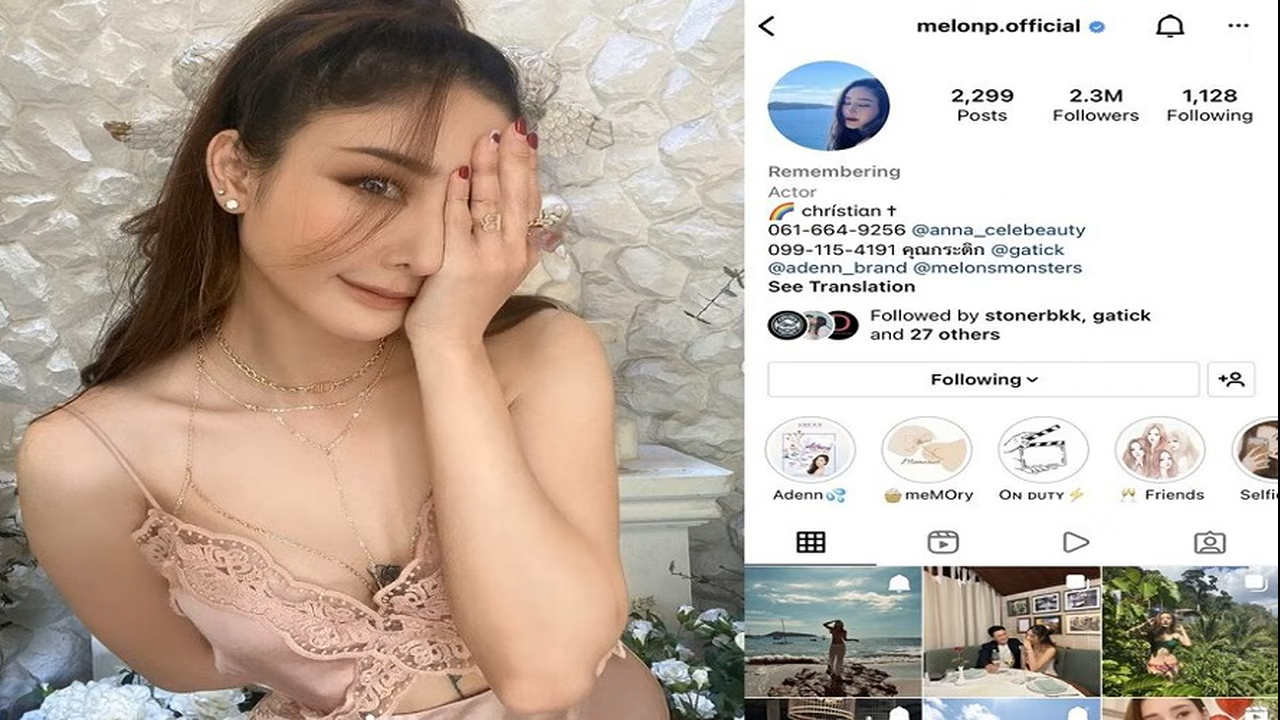 melonp.official
2,299 2.3M 1,128
Posts Followers Following
Remembering
Actor
🌈 chrístian ✝
061-664-9256 @anna_celebeauty
099-115-4191 คุณกระติ๊ก @gatick
@adenn_brand @melonsmonsters
See Translation
Followed by stonerbkk, gatick
and 27 others
Following
Adenn💦 🧺meMOry ON DUTY⚡ 🥂 Friends Selfi